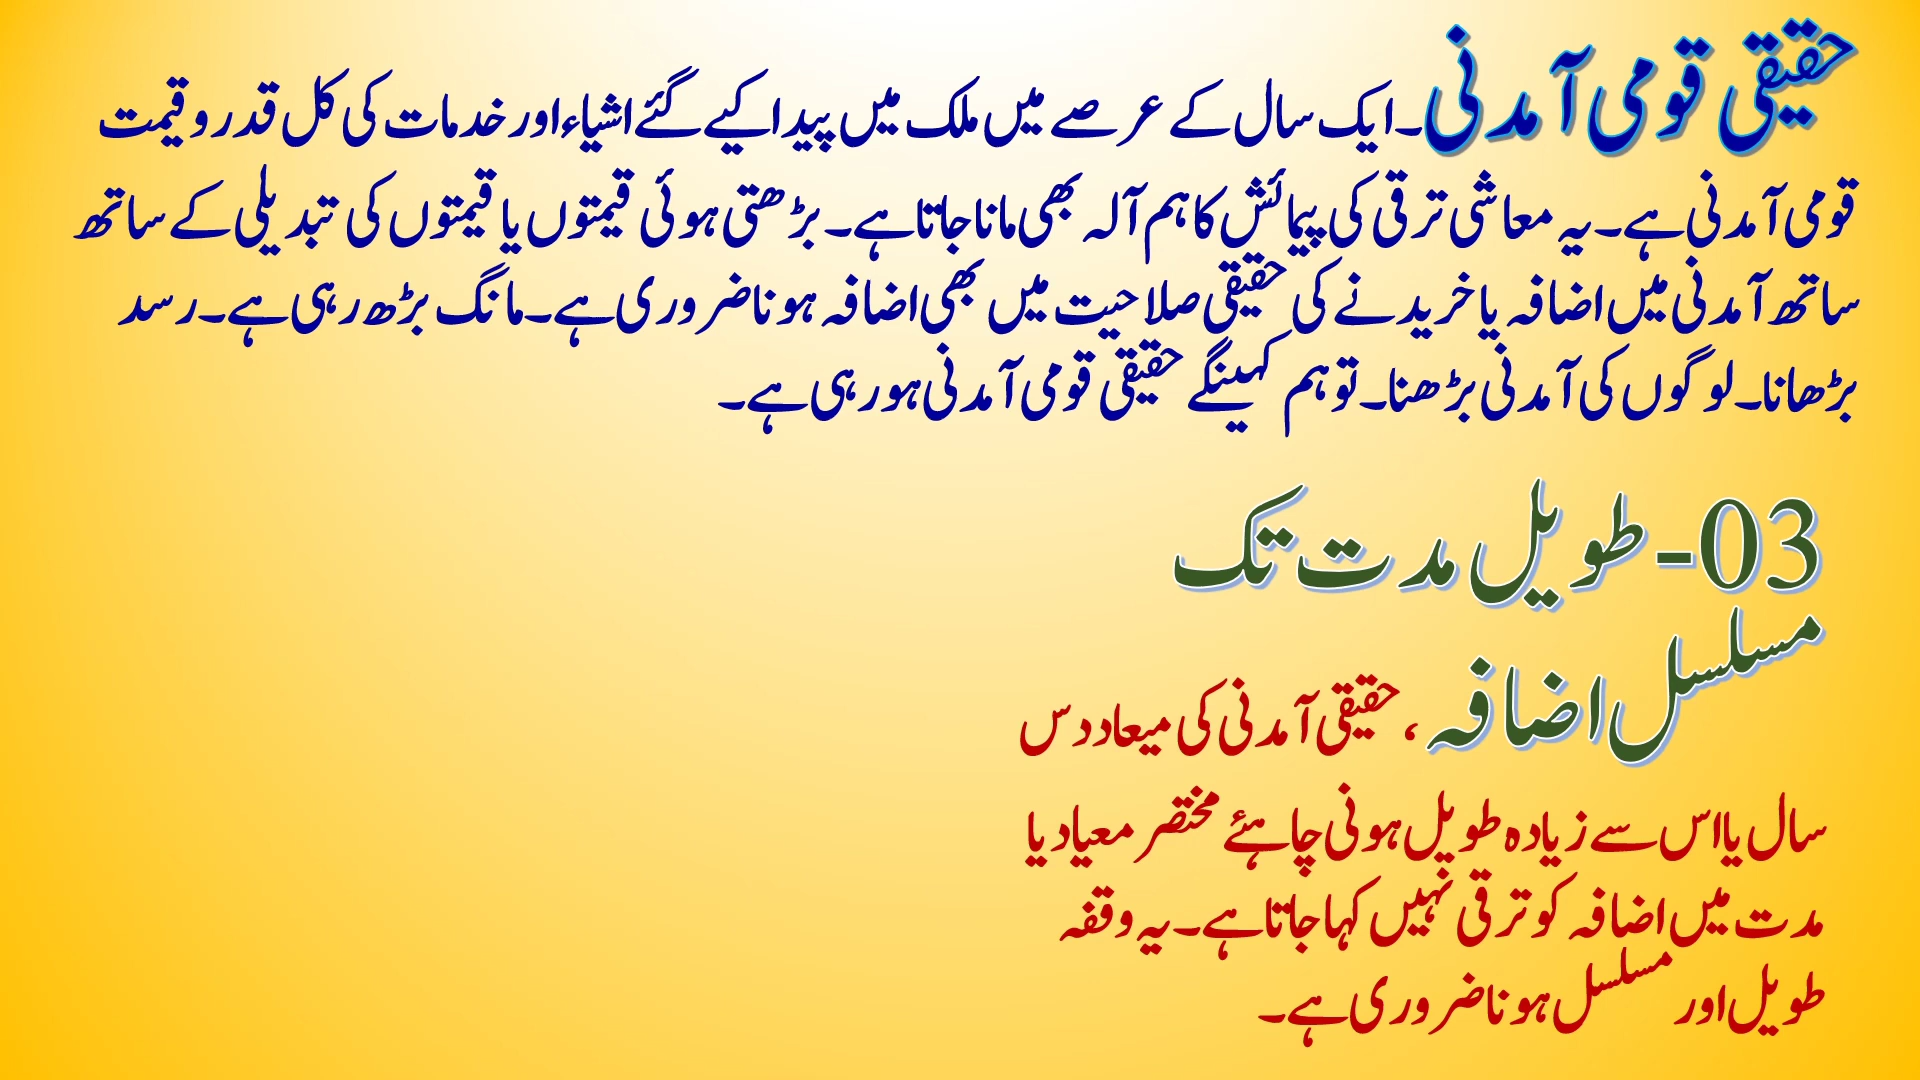 حقیقی قومی آمدنی۔ ایک سال کے عرصے میں ملک میں پیدا کیے گئے اشیاء اور خدمات کی کل قدر و قیمت
قومی آمدنی ہے۔ یہ معاشی ترقی کی پیمائش کا ہم آلہ بھی مانا جاتا ہے۔ بڑھتی ہوئی قیمتوں یا قیمتوں کی تبدیلی کے ساتھ
ساتھ آمدنی میں اضافہ یا خریدنے کی حقیقی صلاحیت میں بھی اضافہ ہونا ضروری ہے۔ مانگ بڑھ رہی ہے۔ رسد
بڑھانا۔ لوگوں کی آمدنی بڑھنا۔ تو ہم کہینگے حقیقی قومی آمدنی ہو رہی ہے۔
03- طویل مدت تک
مسلسل اضافہ ، حقیقی آمدنی کی میعاد دس
سال یا اس سے زیادہ طویل ہونی چاہئے مختصر معیاد یا
مدت میں اضافہ کو ترقی نہیں کہا جاتا ہے۔ یہ وقفہ
طویل اور مسلسل ہونا ضروری ہے۔